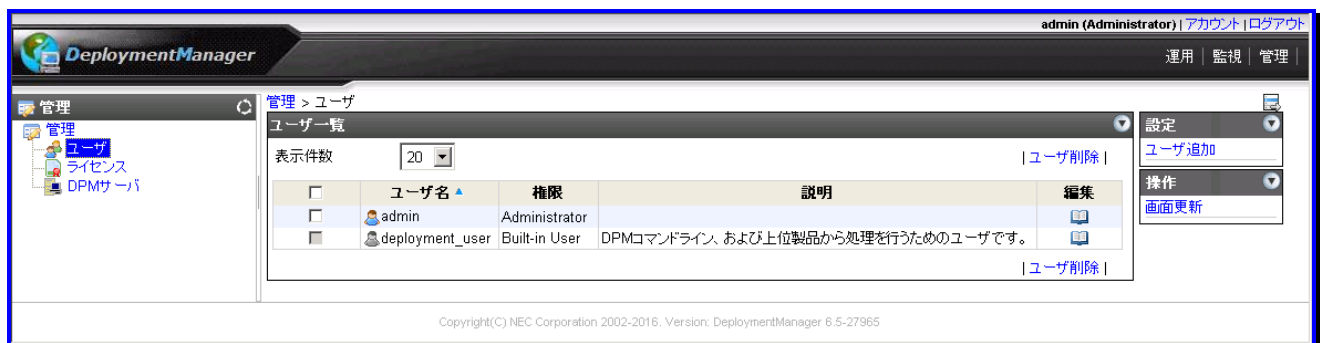 admin (Administrator) | アカウント | ログアウト
DeploymentManager
運用 | 監視 | 管理 |
管理
管理
ユーザ
ライセンス
DPMサーバ
管理 > ユーザ
ユーザ一覧
表示件数 20 | ユーザ削除 |
ユーザ名 権限 説明 編集
admin Administrator
deployment_user Built-in User DPMコマンドライン、および上位製品から処理を行うためのユーザです。
| ユーザ削除 |
設定
ユーザ追加
操作
画面更新
Copyright(C) NEC Corporation 2002-2016. Version: DeploymentManager 6.5-27965